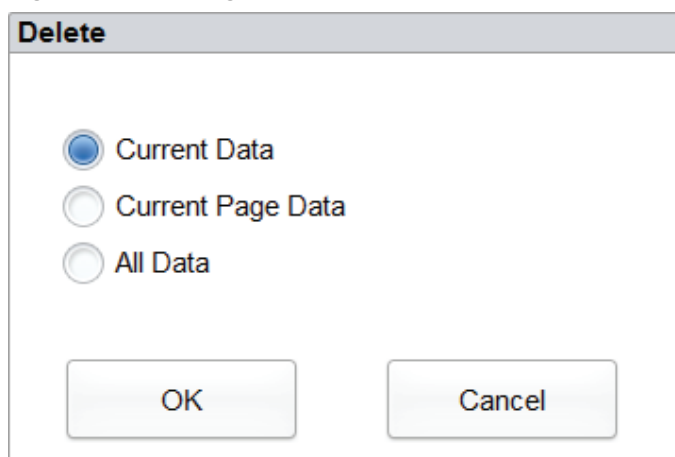 Delete
Current Data
Current Page Data
All Data
OK
Cancel